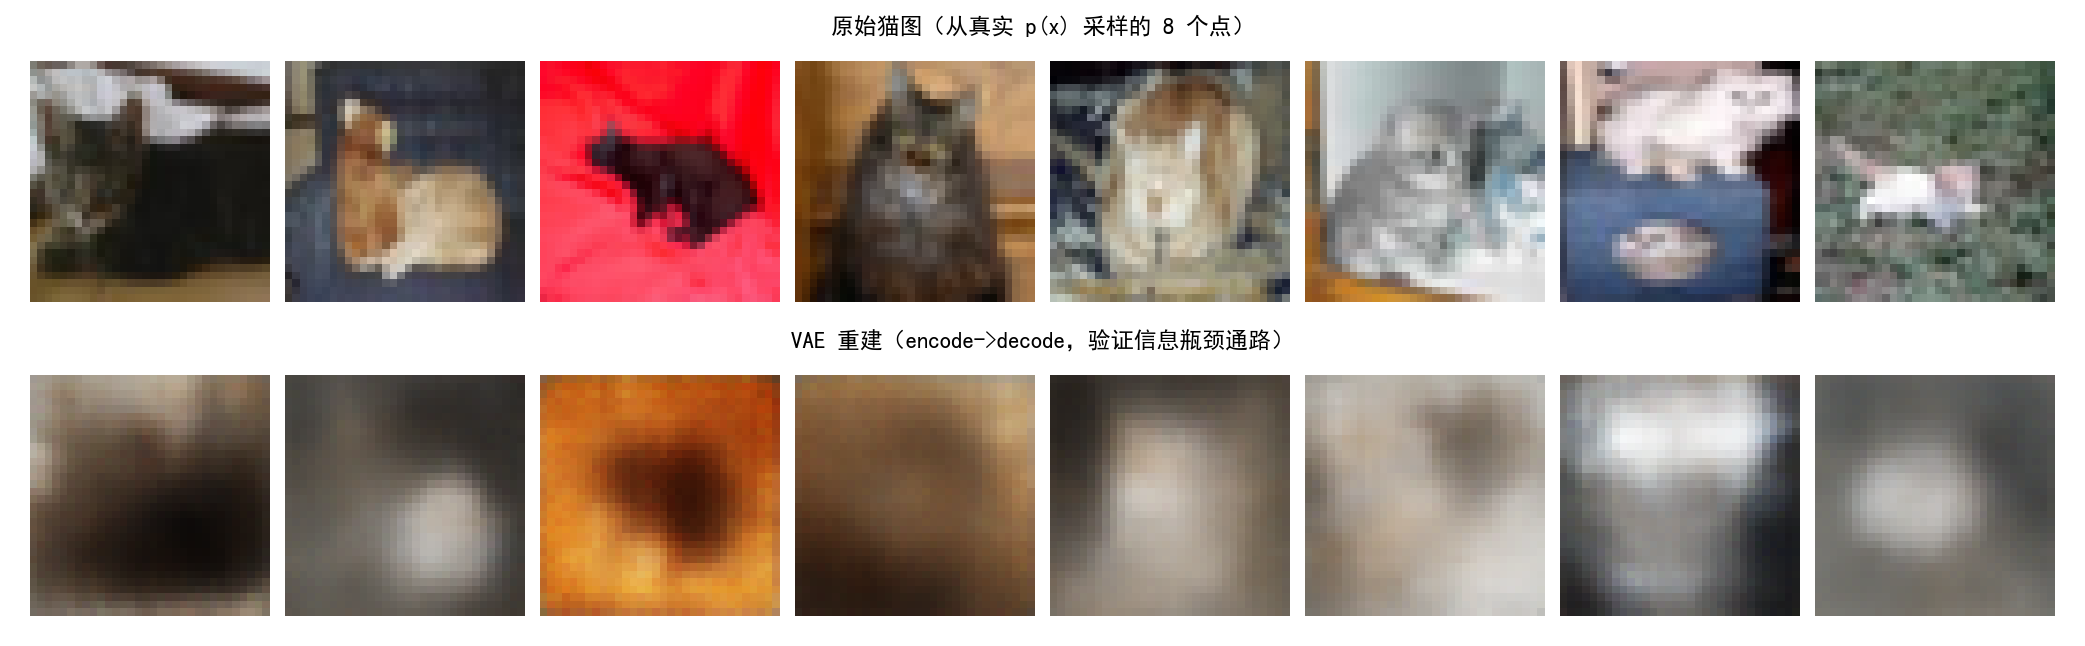 原始猫图（从真实 p(x) 采样的 8 个点）
VAE 重建（encode->decode，验证信息瓶颈通路）